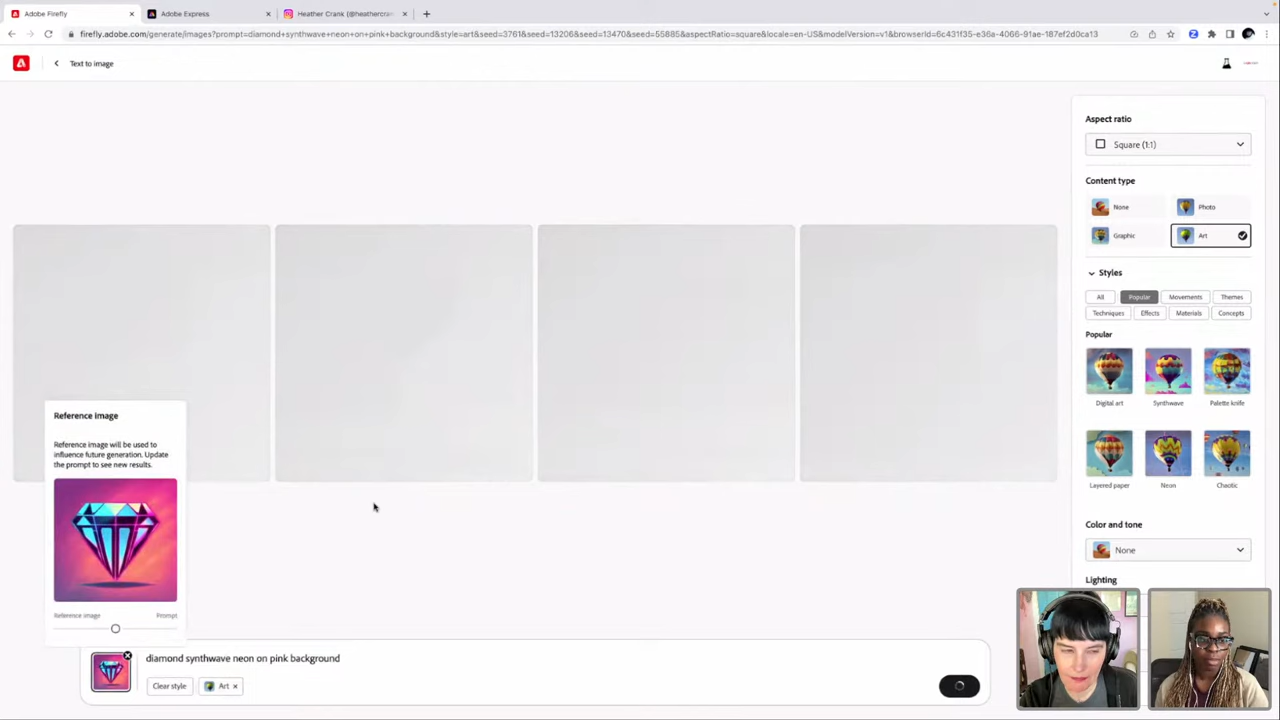 Adobe Firefly
Adobe Express
Heather Crank (@heathercran
firefly.adobe.com/generate/images?prompt=diamond+synthwave+neon+on+pink+background&style=art&seed=3761&seed=13206&seed=13470&seed=55885&aspectRatio=square&locale=en-US&modelVersion=v1&browserId=6c431f35-e36a-4066-91ae-187ef2d0ca13
Text to image
Aspect ratio
Square (1:1)
Content type
None
Photo
Graphic
Art
Styles
All
Popular
Movements
Themes
Techniques
Effects
Materials
Concepts
Popular
Digital art
Synthwave
Palette knife
Layered paper
Neon
Chaotic
Color and tone
None
Lighting
Reference image
Reference image will be used to
influence future generation. Update
the prompt to see new results.
Reference image
Prompt
diamond synthwave neon on pink background
Clear style
Art